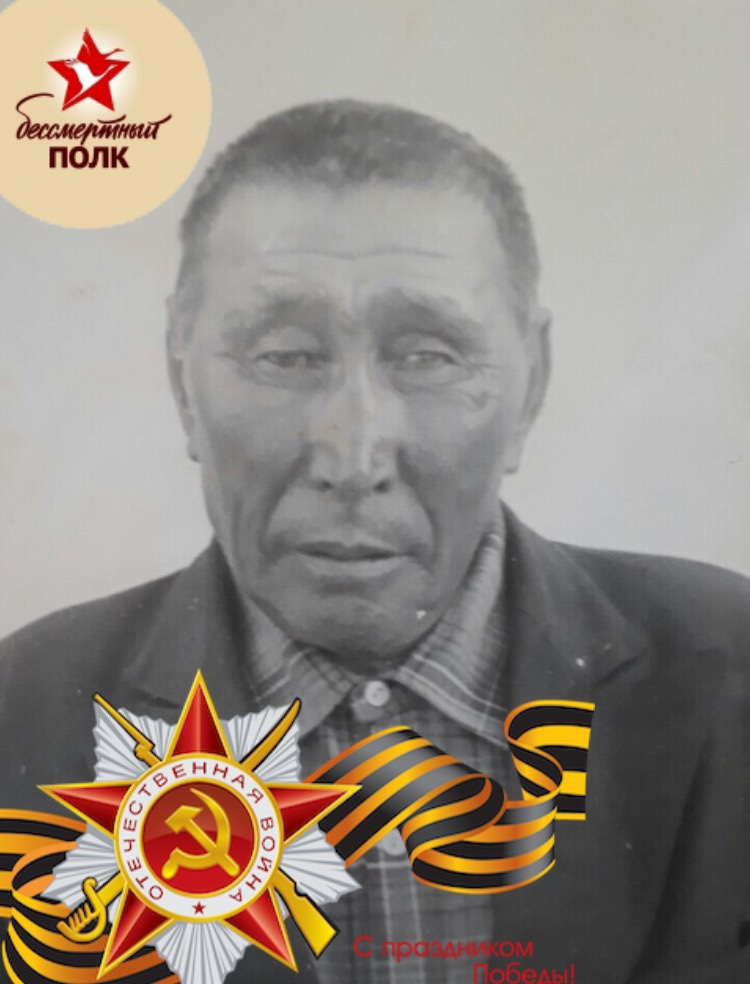 бессмертный
ПОЛК
ОТЕЧЕСТВЕННАЯ ВОЙНА
С праздником
Победы!